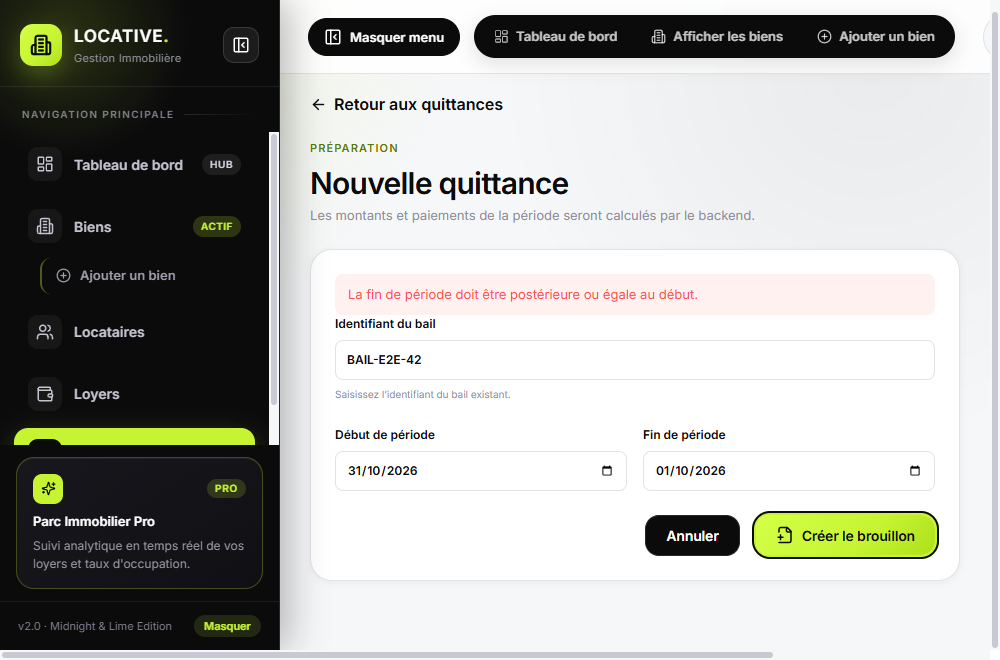 LOCATIVE.
Gestion Immobilière
NAVIGATION PRINCIPALE
Tableau de bord HUB
Biens ACTIF
Ajouter un bien
Locataires
Loyers
PRO
Parc Immobilier Pro
Suivi analytique en temps réel de vos
loyers et taux d'occupation.
v2.0 · Midnight & Lime Edition Masquer
Masquer menu Tableau de bord Afficher les biens Ajouter un bien
Retour aux quittances
PRÉPARATION
Nouvelle quittance
Les montants et paiements de la période seront calculés par le backend.
La fin de période doit être postérieure ou égale au début.
Identifiant du bail
BAIL-E2E-42
Saisissez l'identifiant du bail existant.
Début de période Fin de période
31/10/2026 01/10/2026
Annuler Créer le brouillon